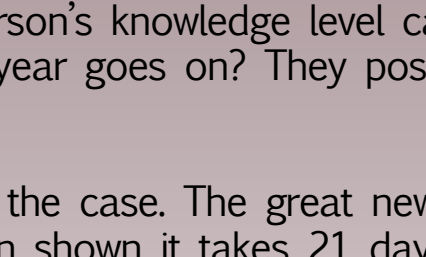 rson's knowledge level ca
year goes on? They pos
the case. The great new
n shown it takes 21 day